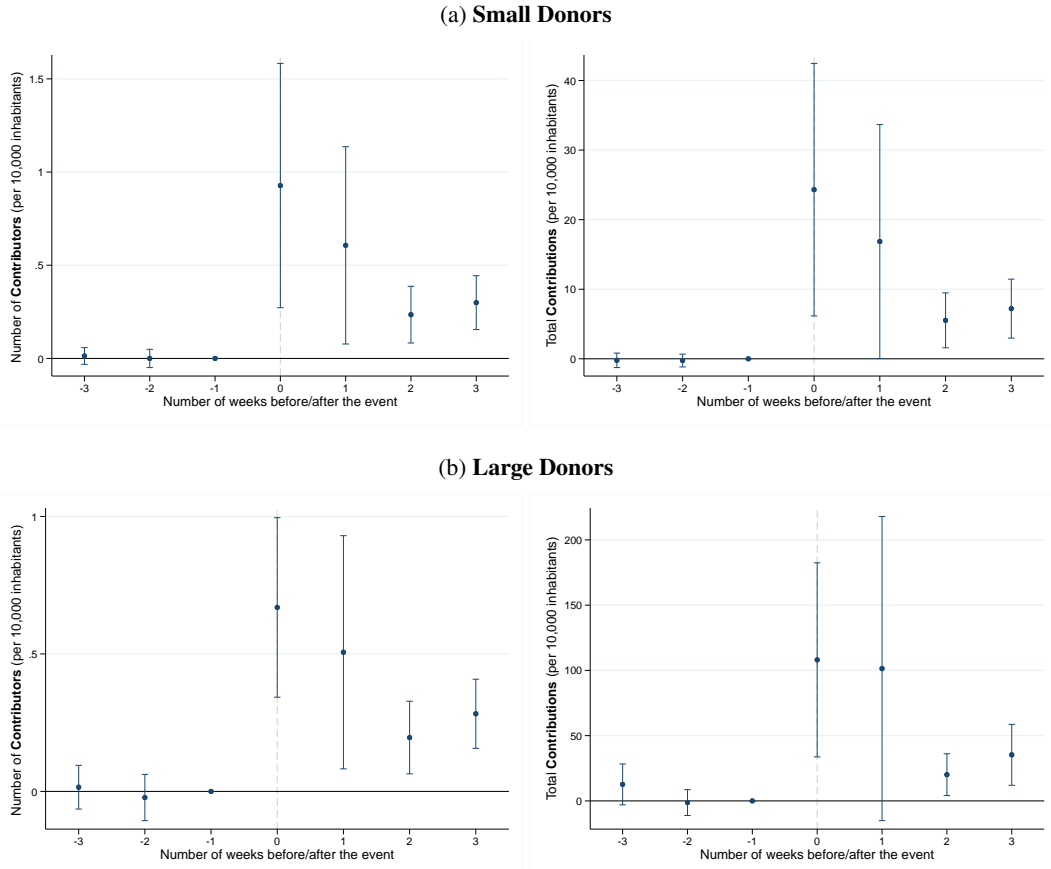 (a) Small Donors
Number of Contributors (per 10,000 inhabitants)
1.5
1
.5
0
-3 -2 -1 0 1 2 3
Number of weeks before/after the event
Total Contributions (per 10,000 inhabitants)
40
30
20
10
0
-3 -2 -1 0 1 2 3
Number of weeks before/after the event
(b) Large Donors
Number of Contributors (per 10,000 inhabitants)
1
.5
0
-3 -2 -1 0 1 2 3
Number of weeks before/after the event
Total Contributions (per 10,000 inhabitants)
200
150
100
50
0
-3 -2 -1 0 1 2 3
Number of weeks before/after the event